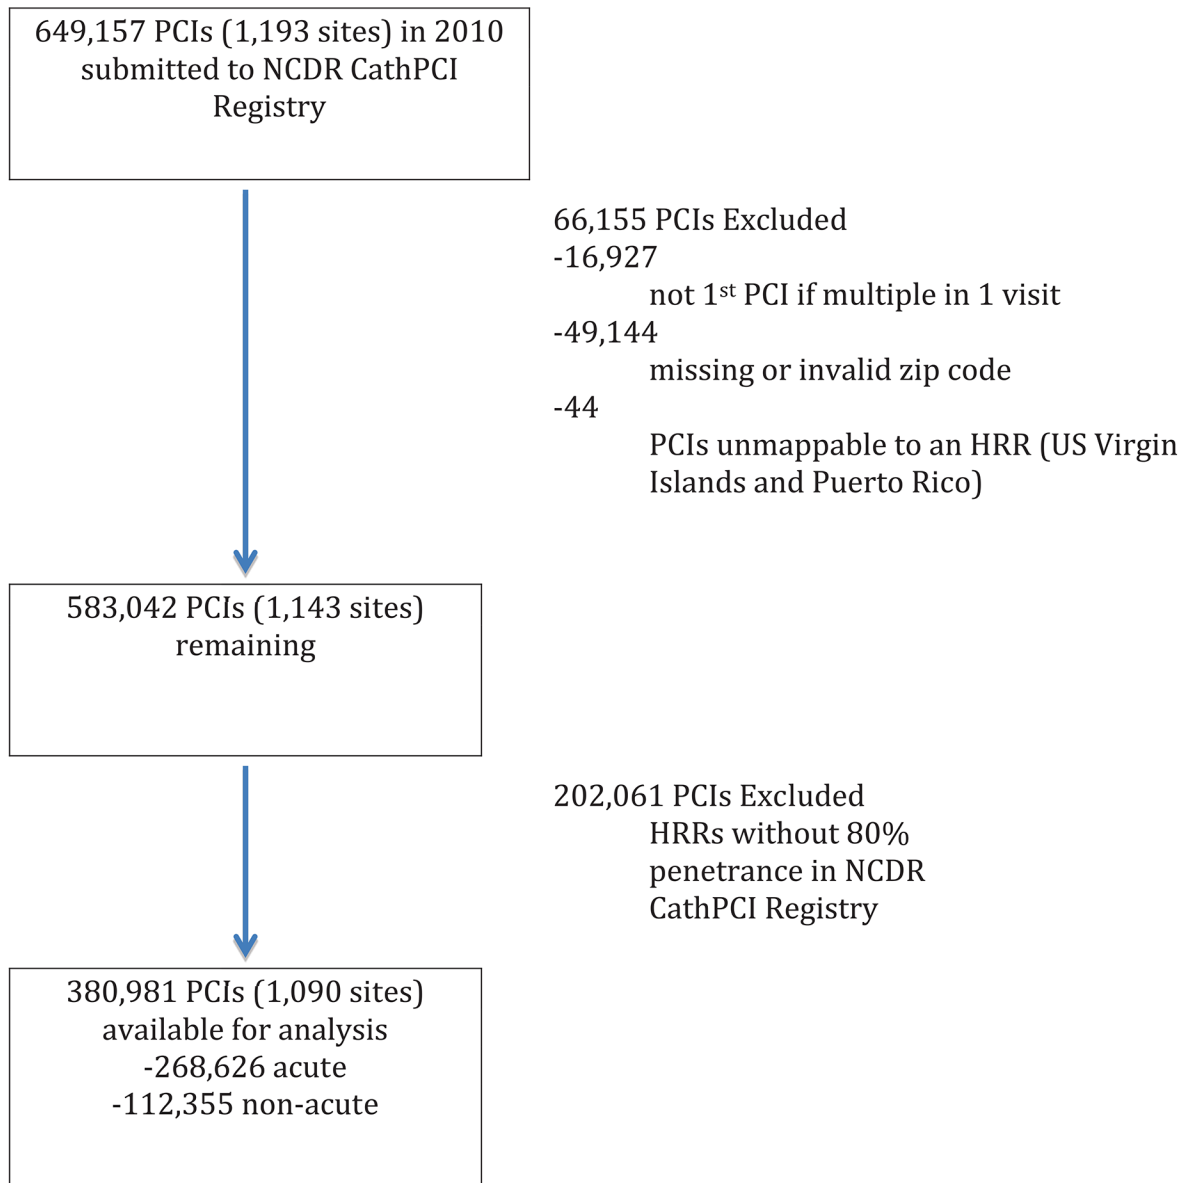 649,157 PCIs (1,193 sites) in 2010
submitted to NCDR CathPCI
Registry
66,155 PCIs Excluded
-16,927
not 1st PCI if multiple in 1 visit
-49,144
missing or invalid zip code
-44
PCIs unmappable to an HRR (US Virgin
Islands and Puerto Rico)
583,042 PCIs (1,143 sites)
remaining
202,061 PCIs Excluded
HRRs without 80%
penetrance in NCDR
CathPCI Registry
380,981 PCIs (1,090 sites)
available for analysis
-268,626 acute
-112,355 non-acute